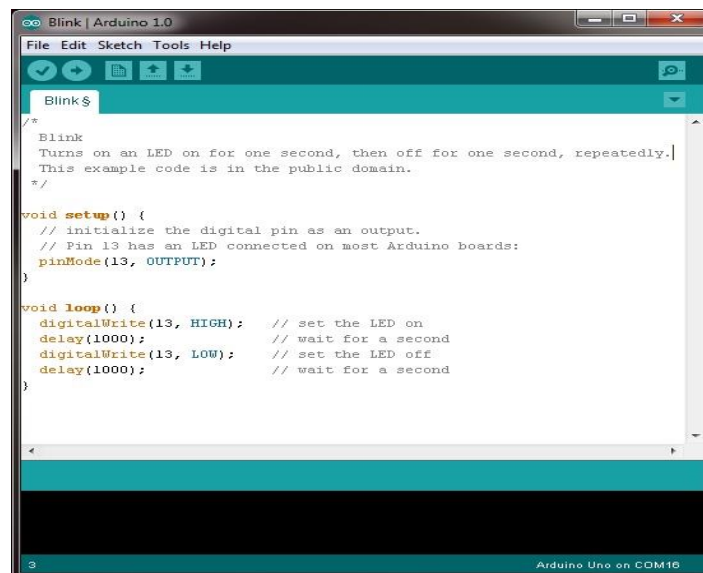 Blink | Arduino 1.0
File Edit Sketch Tools Help
Blink §
/*
  Blink
  Turns on an LED on for one second, then off for one second, repeatedly.
  This example code is in the public domain.
 */
void setup() {
  // initialize the digital pin as an output.
  // Pin 13 has an LED connected on most Arduino boards:
  pinMode(13, OUTPUT);
}
void loop() {
  digitalWrite(13, HIGH);   // set the LED on
  delay(1000);              // wait for a second
  digitalWrite(13, LOW);    // set the LED off
  delay(1000);              // wait for a second
}
3 Arduino Uno on COM16